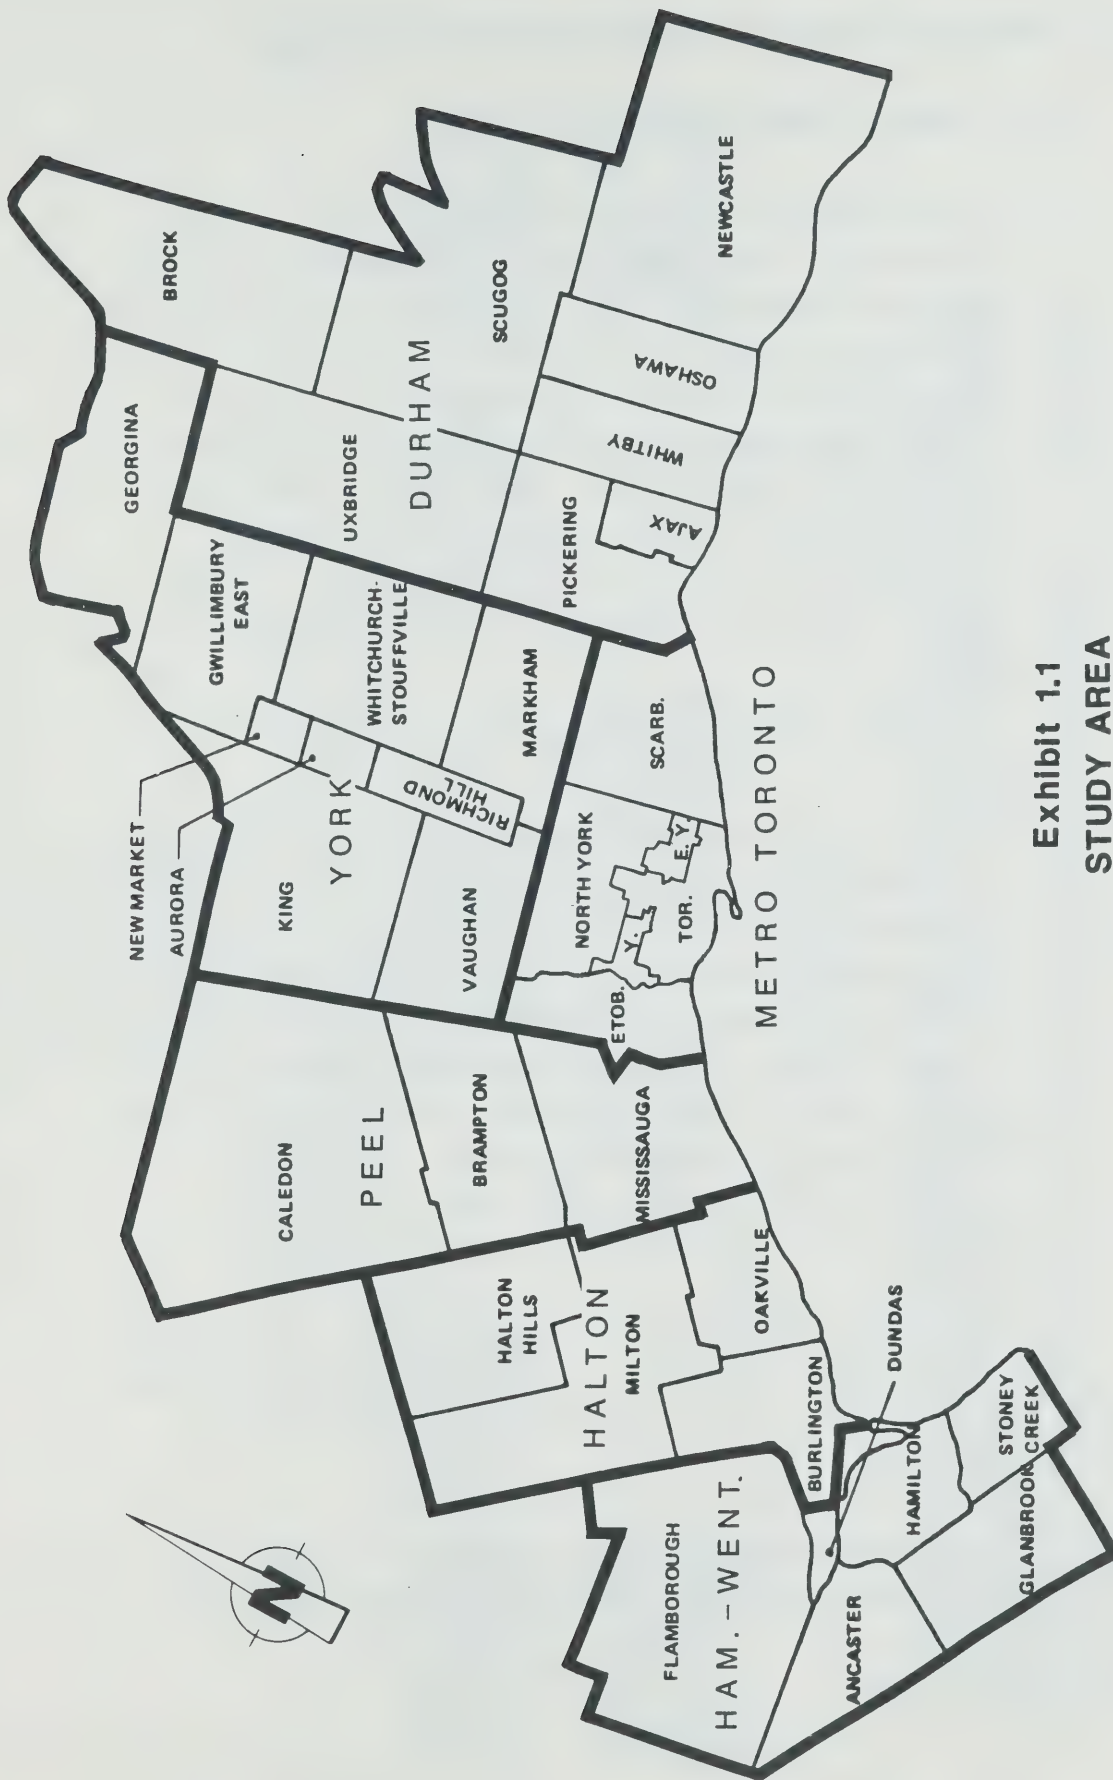 BROCK
GEORGINA
SCUGOG
NEWCASTLE
DURHAM
UXBRIDGE
OSHAWA
WHITBY
AJAX
PICKERING
GWILLIMBURY
EAST
WHITCHURCH-
STOUFFVILLE
MARKHAM
NEWMARKET
AURORA
RICHMOND
HILL
YORK
KING
VAUGHAN
SCARB.
NORTH YORK
E. Y.
Y.
TOR.
ETOB.
METRO TORONTO
CALEDON
PEEL
BRAMPTON
MISSISSAUGA
HALTON
HILLS
HALTON
MILTON
OAKVILLE
BURLINGTON
DUNDAS
FLAMBOROUGH
HAM.-WENT.
HAMILTON
STONEY
CREEK
GLANBROOK
ANCASTER
N
Exhibit 1.1
STUDY AREA